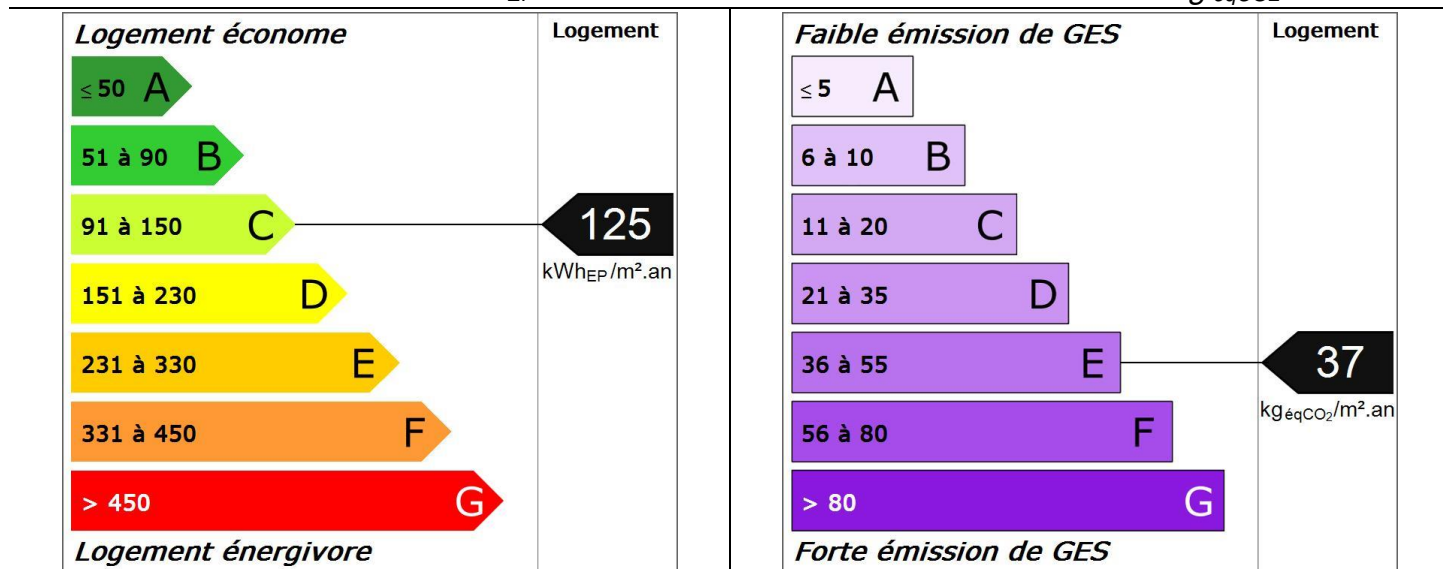 Logement économe
Logement
≤ 50 A
51 à 90 B
91 à 150 C
125
kWhEP/m².an
151 à 230 D
231 à 330 E
331 à 450 F
> 450 G
Logement énergivore
Faible émission de GES
Logement
≤ 5 A
6 à 10 B
11 à 20 C
21 à 35 D
36 à 55 E
37
kgéqCO₂/m².an
56 à 80 F
> 80 G
Forte émission de GES